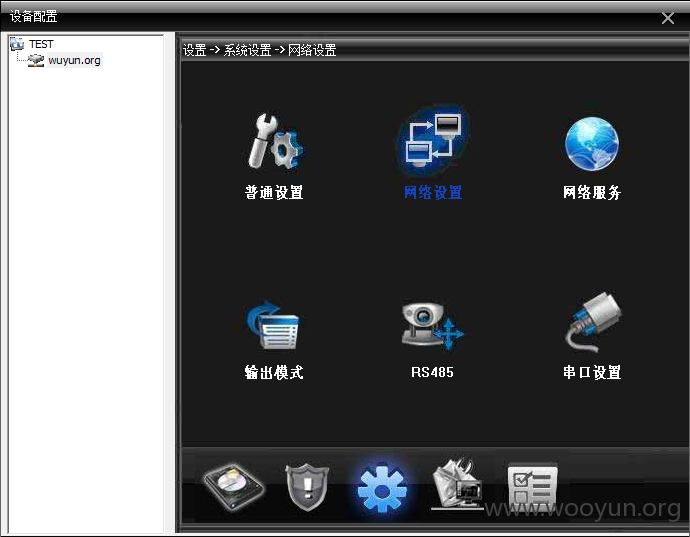 设备配置
TEST
wuyun.org
设置 -> 系统设置 -> 网络设置
普通设置
网络设置
网络服务
输出模式
RS485
串口设置
www.wooyun.org